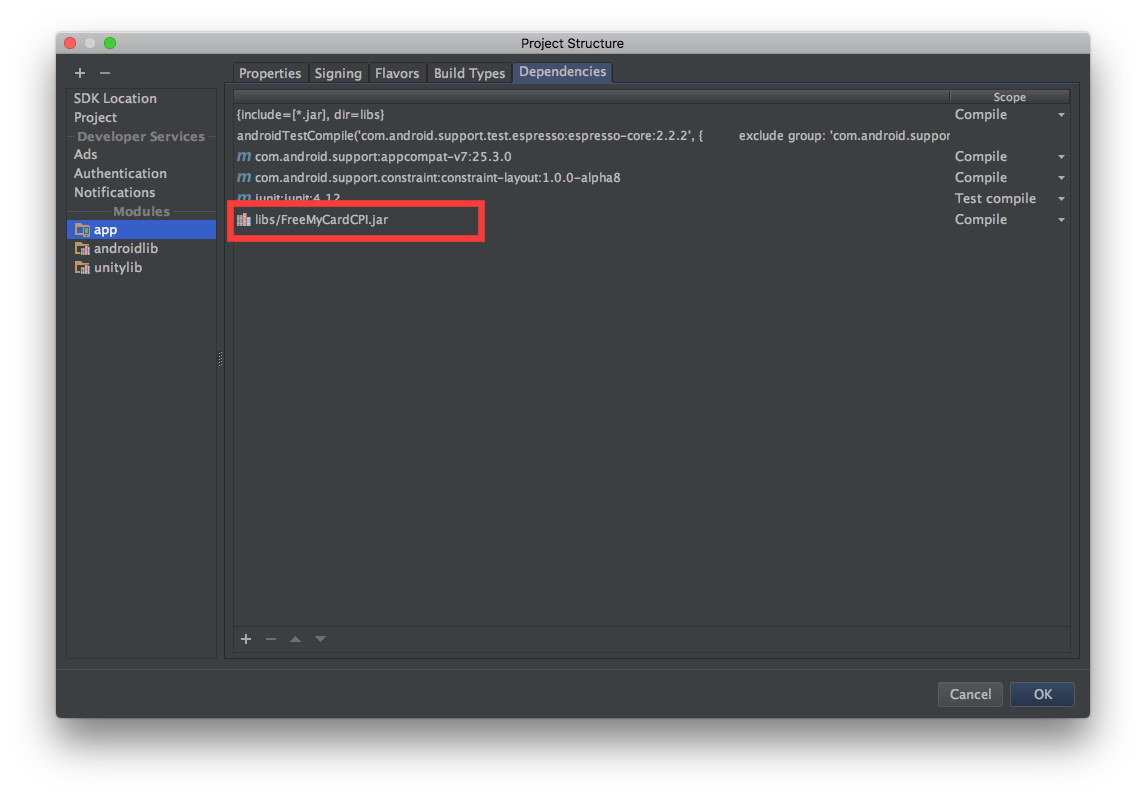 Project Structure
SDK Location
Project
Developer Services
Ads
Authentication
Notifications
Modules
app
androidlib
unitylib
Properties Signing Flavors Build Types Dependencies
Scope
{include=[*.jar], dir=libs} Compile
androidTestCompile('com.android.support.test.espresso:espresso-core:2.2.2', { exclude group: 'com.android.suppor
m com.android.support:appcompat-v7:25.3.0 Compile
m com.android.support.constraint:constraint-layout:1.0.0-alpha8 Compile
m junit:junit:4.12 Test compile
libs/FreeMyCardCPI.jar Compile
Cancel OK